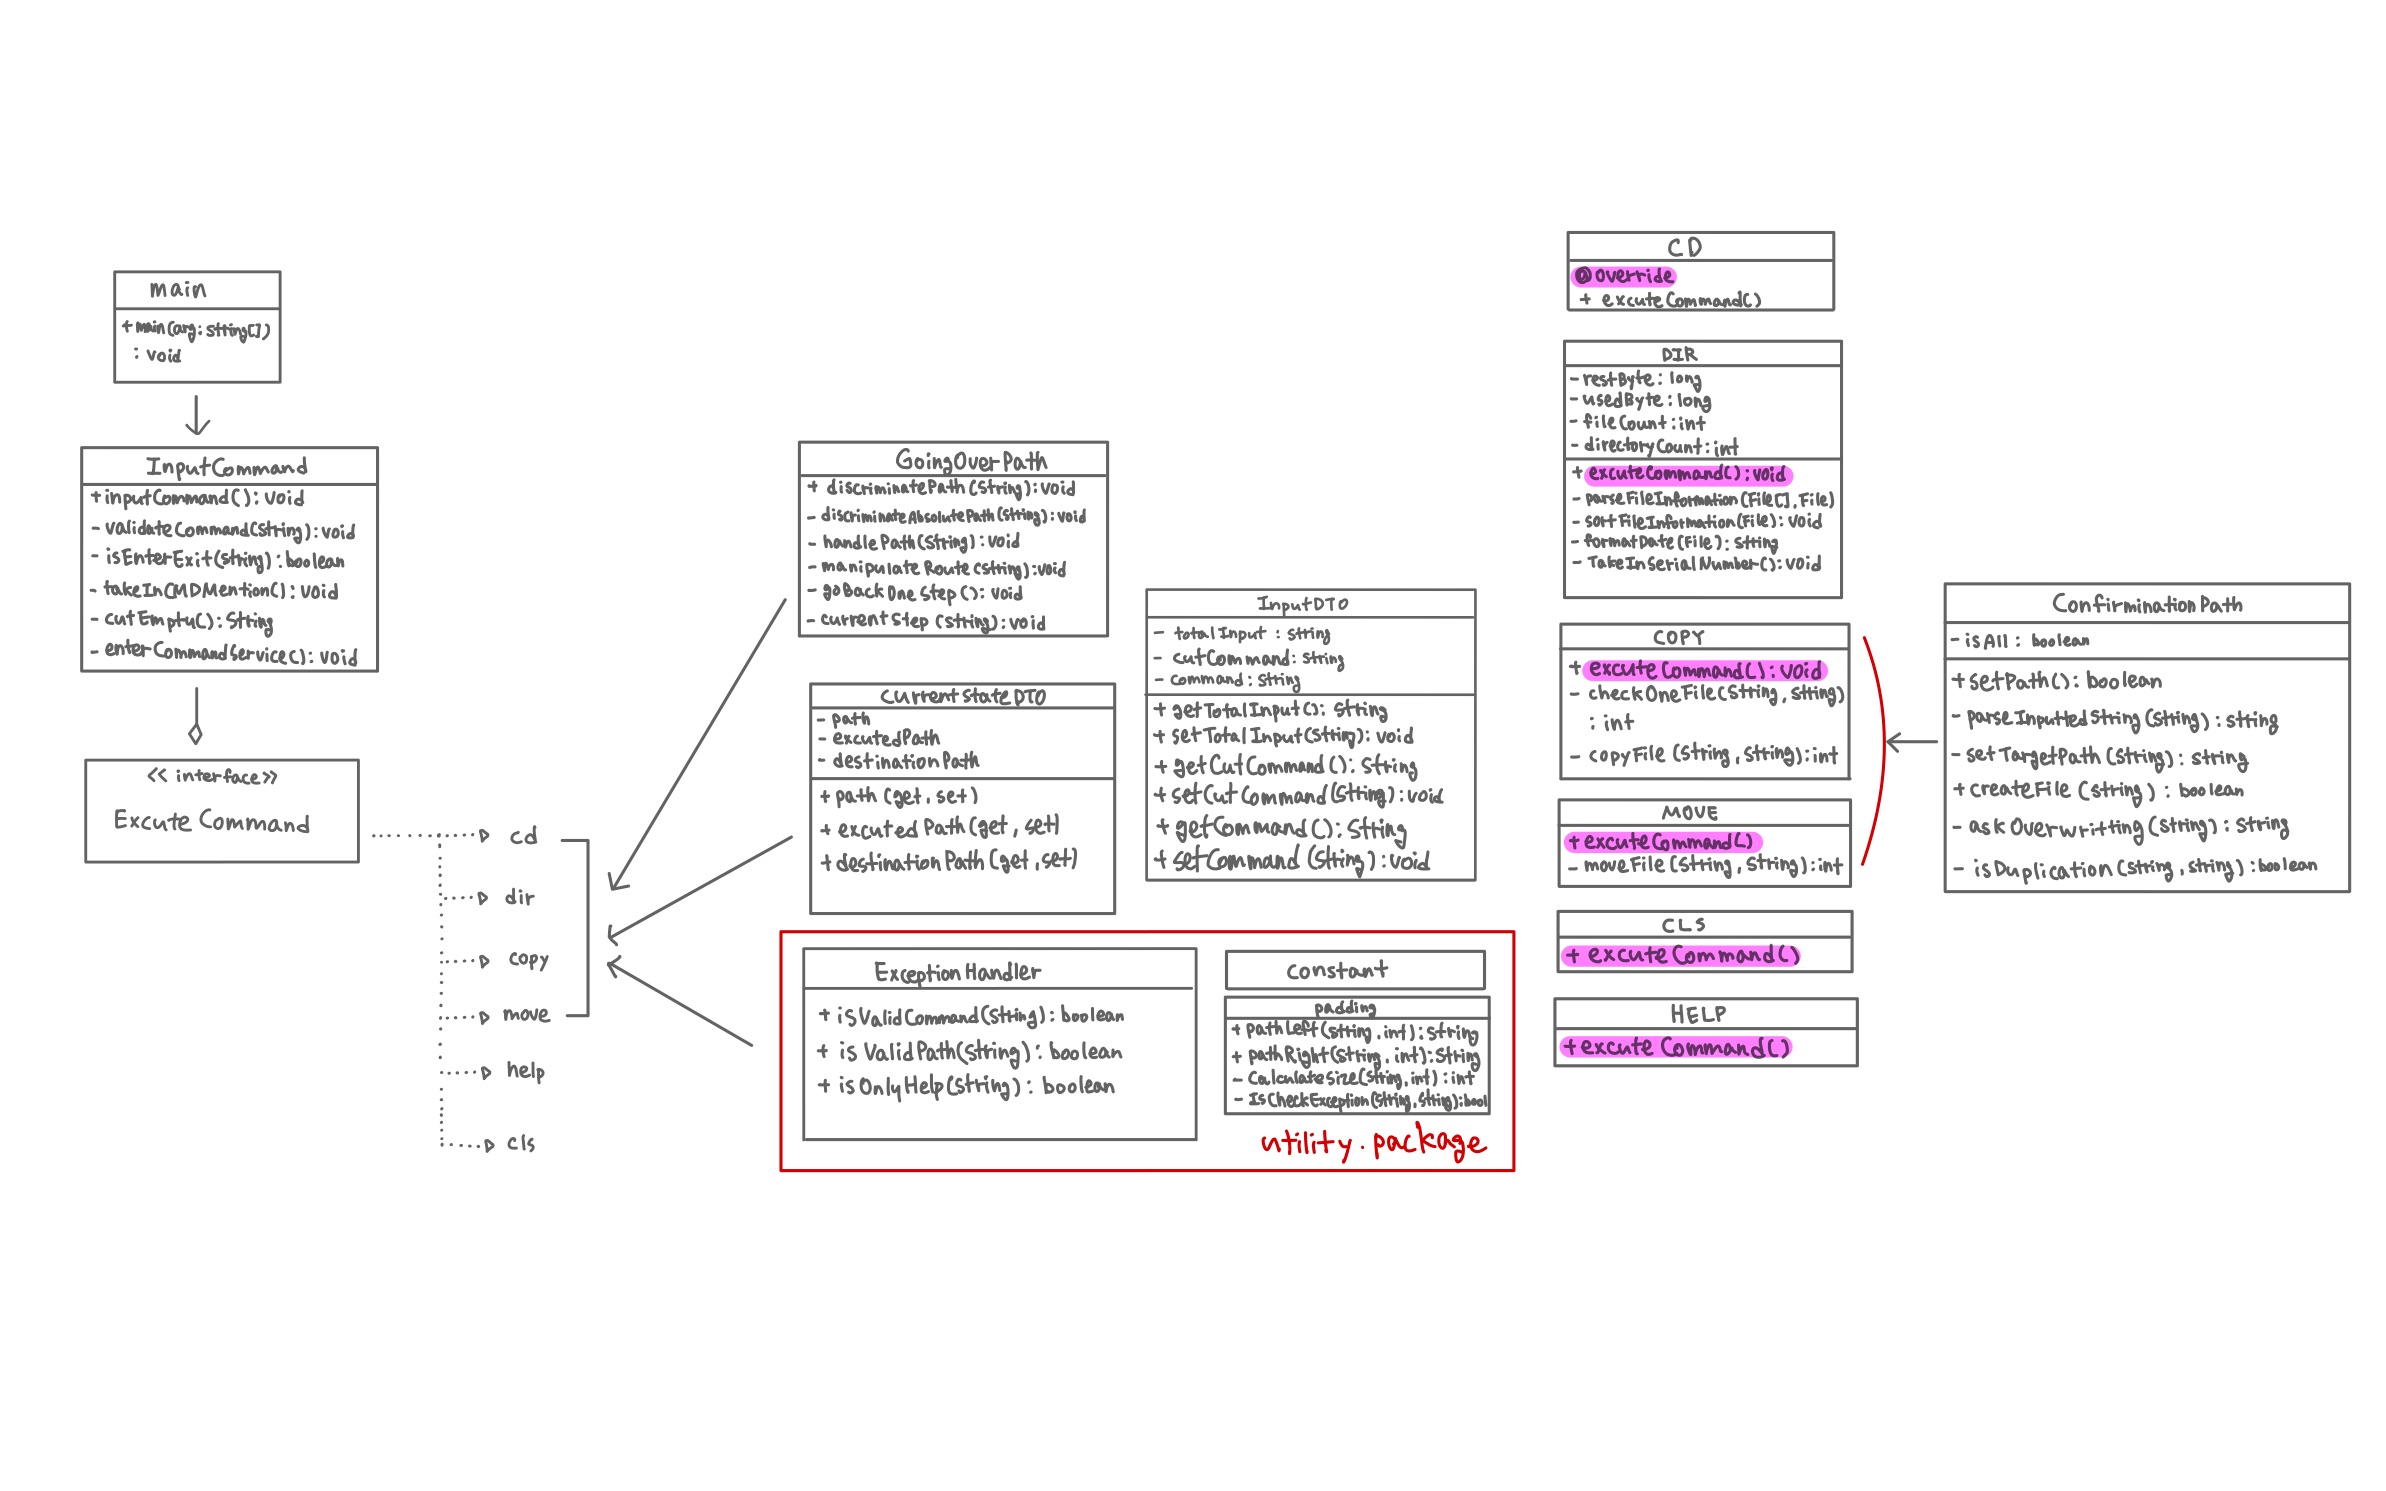 main
+ main(arg: string[])
: void
InputCommand
+ inputCommand(): void
- validateCommand(String): void
- isEnterExit(string): boolean
- takeInCMDMention(): void
- cutEmptu(): String
- enterCommandService(): void
<< interface >>
Excute Command
cd
dir
copy
move
help
cls
GoingOverPath
+ discriminatePath(String): void
- discriminateAbsolutePath(String): void
- handlePath(String): void
- manipulateRoute(string): void
- goBackOneStep(): void
- currentStep(string): void
CurrentStateDTO
- path
- excutedPath
- destinationPath
+ path(get, set)
+ excutedPath(get, set)
+ destinationPath(get, set)
InputDTO
- totalInput : string
- cutCommand: String
- command: String
+ getTotalInput(): String
+ setTotalInput(String): void
+ getCutCommand(): String
+ setCutCommand(String): void
+ getCommand(): String
+ setCommand(String): void
ExceptionHandler
+ isValidCommand(String): boolean
+ isValidPath(String): boolean
+ isOnlyHelp(String): boolean
constant
padding
+ pathLeft(string, int): string
+ pathRight(String, int): String
- CalculateSize(String, int): int
- IsCheckException(String, String): bool
utility.package
CD
@override
+ excuteCommand()
DIR
- restByte: long
- usedByte: long
- fileCount: int
- directoryCount: int
+ excuteCommand(): void
- parseFileInformation(File[], File)
- sortFileInformation(File): void
- formatDate(File): string
- TakeInSerialNumber(): void
COPY
+ excuteCommand(): void
- checkOneFile(String, string)
: int
- copyFile(String, String): int
MOVE
+ excuteCommand()
- moveFile(String, String): int
CLS
+ excuteCommand()
HELP
+ excuteCommand()
ConfirminationPath
- isAll: boolean
+ setPath(): boolean
- parseInputtedString(String): string
- setTargetPath(String): string
+ createFile(string): boolean
- askOverwritting(string): String
- isDuplication(string, string): boolean